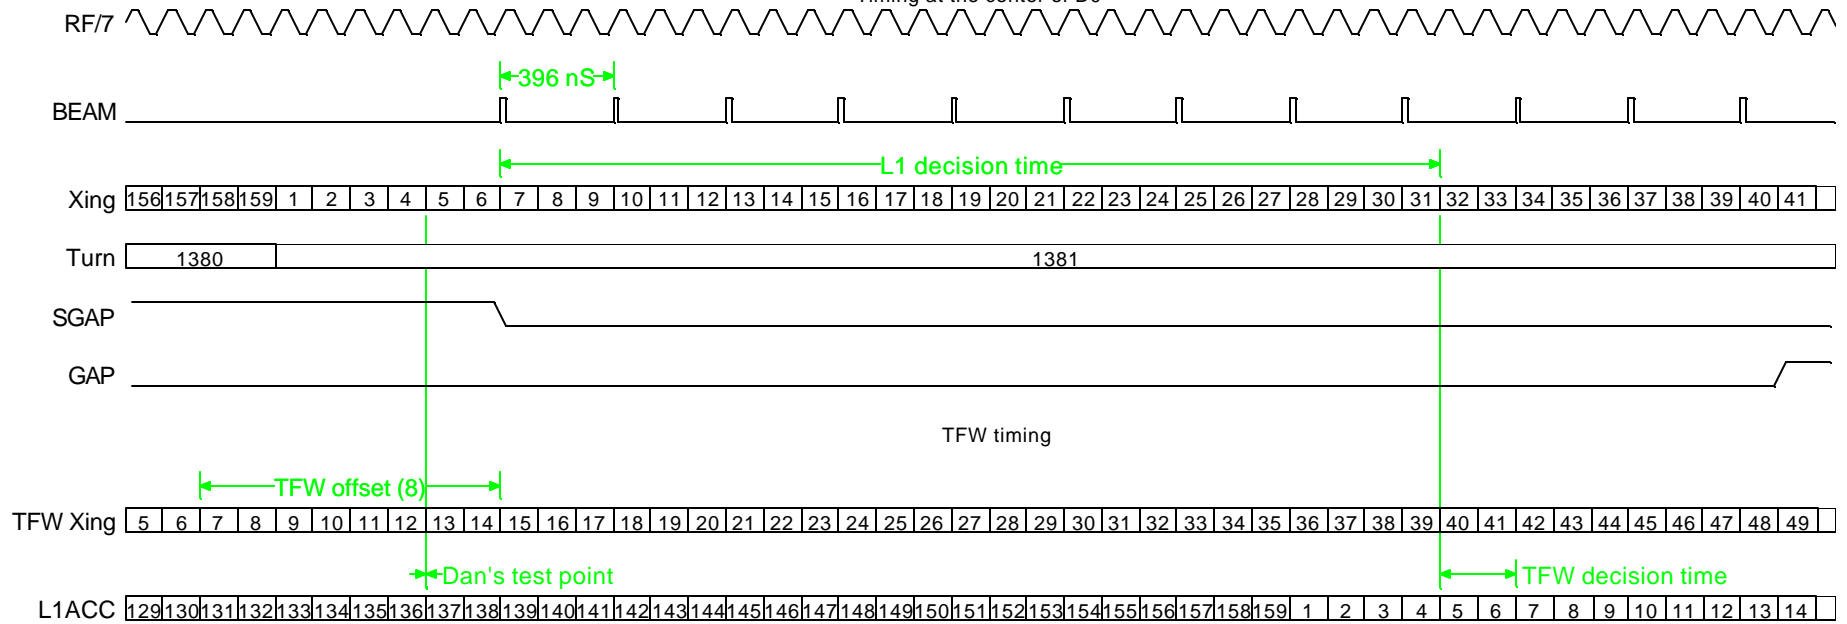 Timing at the center of D0
RF/7
396 nS
BEAM
L1 decision time
Xing 156 157 158 159 1 2 3 4 5 6 7 8 9 10 11 12 13 14 15 16 17 18 19 20 21 22 23 24 25 26 27 28 29 30 31 32 33 34 35 36 37 38 39 40 41
Turn 1380 1381
SGAP
GAP
TFW timing
TFW offset (8)
TFW Xing 5 6 7 8 9 10 11 12 13 14 15 16 17 18 19 20 21 22 23 24 25 26 27 28 29 30 31 32 33 34 35 36 37 38 39 40 41 42 43 44 45 46 47 48 49
Dan's test point TFW decision time
L1ACC 129 130 131 132 133 134 135 136 137 138 139 140 141 142 143 144 145 146 147 148 149 150 151 152 153 154 155 156 157 158 159 1 2 3 4 5 6 7 8 9 10 11 12 13 14